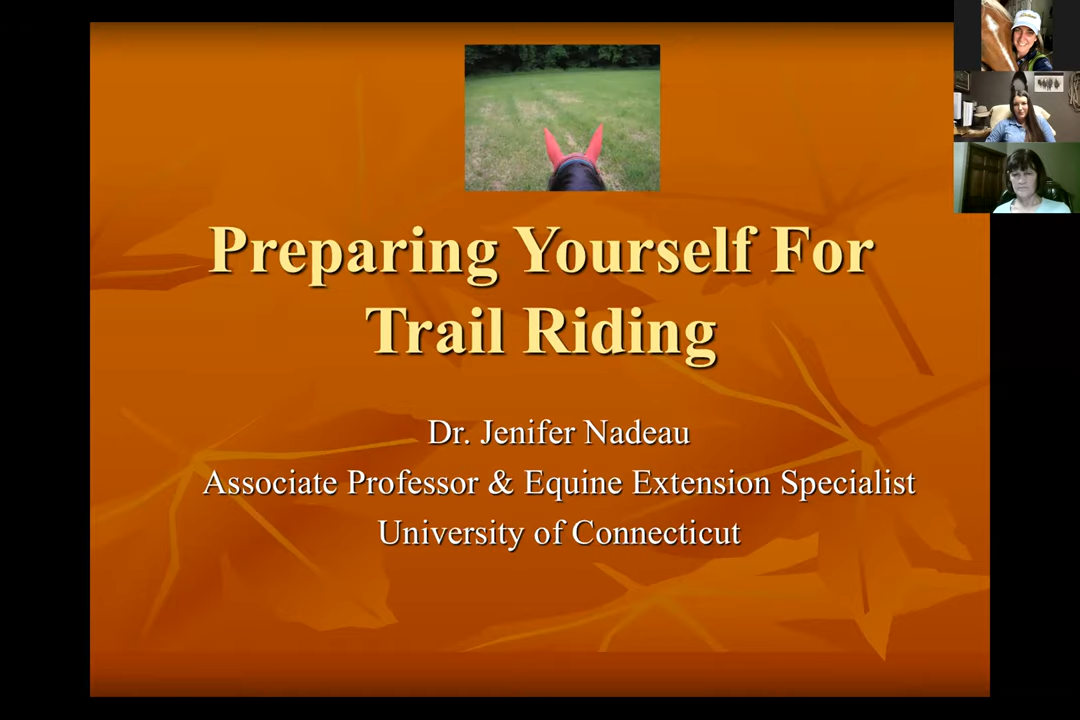 Preparing Yourself For
Trail Riding
Dr. Jenifer Nadeau
Associate Professor & Equine Extension Specialist
University of Connecticut